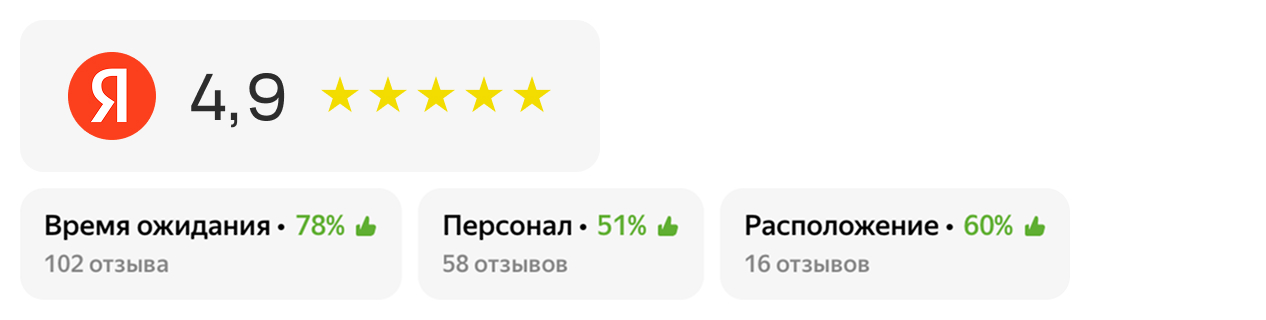 Я 4,9
Время ожидания • 78%
102 отзыва
Персонал • 51%
58 отзывов
Расположение • 60%
16 отзывов